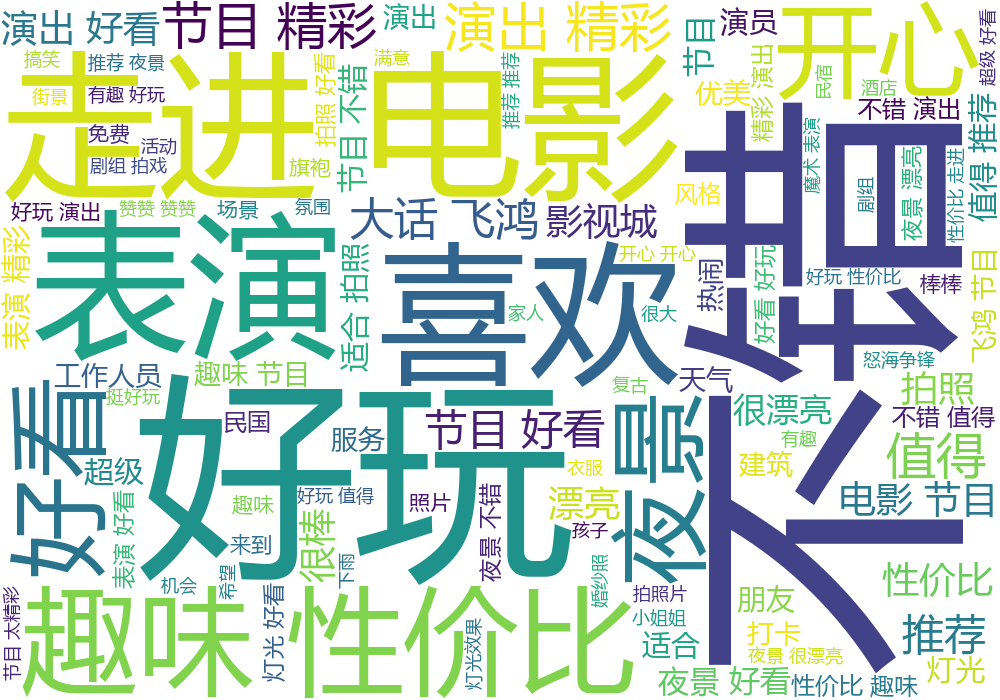 演出 好看
节目 精彩
演出
演出 精彩
节目
演员
开心
超级 好看
搞笑
推荐 夜景
拍照 好看
满意
推荐 推荐
街景
有趣 好玩
走进 电影
节目 不错
优美
精彩 演出
民宿
酒店
不错 演出
值得 推荐
免费
活动
剧组 拍戏
旗袍
魔术 表演
剧组
夜景 漂亮
性价比 走进
好玩 演出
赞赞 赞赞
场景
氛围
大话 飞鸿
影视城
风格
不错
表演 精彩
表演
适合 拍照
喜欢
开心 开心
热闹
好看 好玩
好玩 性价比
棒棒
飞鸿 节目
家人
很大
怒海争锋
工作人员
趣味 节目
复古
天气
拍照
挺好玩
好看
好玩
民国
服务
节目 好看
夜景
很漂亮
不错 值得
有趣
值得
超级
衣服
建筑
趣味
好玩 值得
照片
夜景 不错
漂亮
电影 节目
表演 好看
来到
很棒
孩子
机会
希望
下雨
婚纱照
拍照片
性价比
节目 太精彩
趣味 性价比
灯光 好看
灯光效果
小姐姐
朋友
适合
打卡
推荐
夜景 很漂亮
灯光
夜景 好看
性价比 趣味